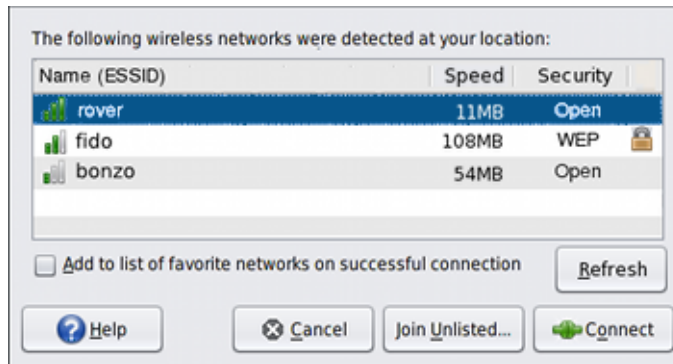 The following wireless networks were detected at your location:
Name (ESSID) Speed Security
rover 11MB Open
fido 108MB WEP
bonzo 54MB Open
Add to list of favorite networks on successful connection
Refresh
Help Cancel Join Unlisted... Connect